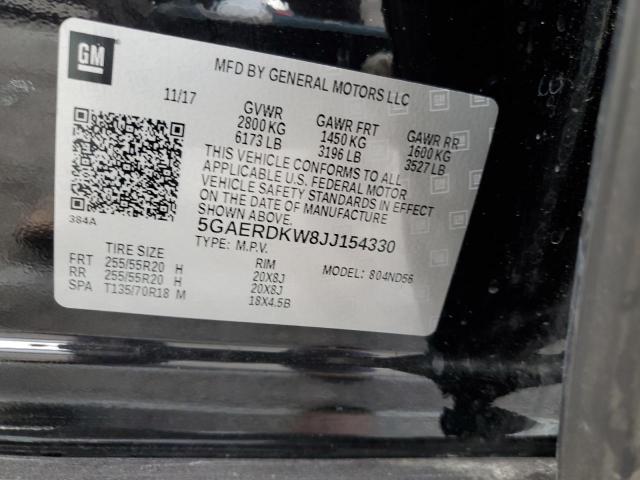 GM
MFD BY GENERAL MOTORS LLC
11/17
GVWR GAWR FRT GAWR RR
2800 KG 1450 KG 1600 KG
6173 LB 3196 LB 3527 LB
THIS VEHICLE CONFORMS TO ALL
APPLICABLE U.S. FEDERAL MOTOR
VEHICLE SAFETY STANDARDS IN EFFECT
ON THE DATE OF MANUFACTURE
SHOWN ABOVE.
384A
5GAERDKW8JJ154330
TYPE: M.P.V.
TIRE SIZE RIM MODEL: 804ND56
FRT 255/55R20 H 20X8J
RR 255/55R20 H 20X8J
SPA T135/70R18 M 18X4.5B